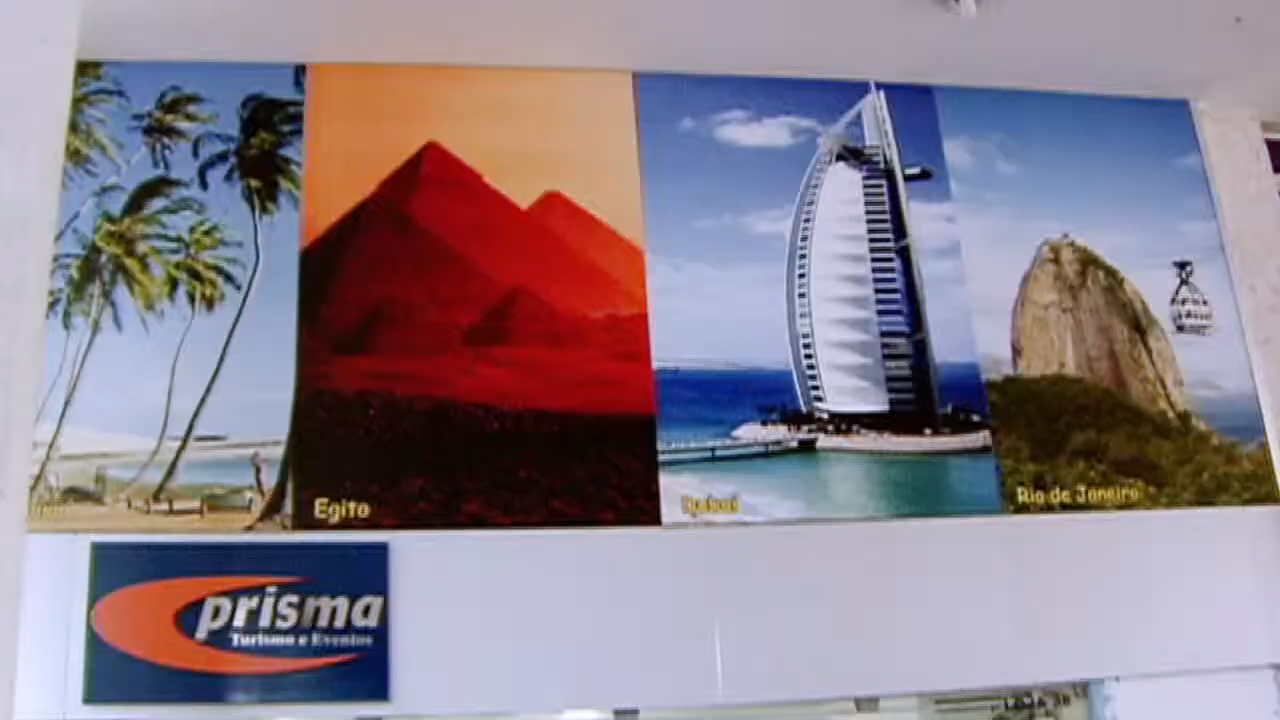 Egito
Dubai
Rio de Janeiro
prisma
Turismo e Eventos